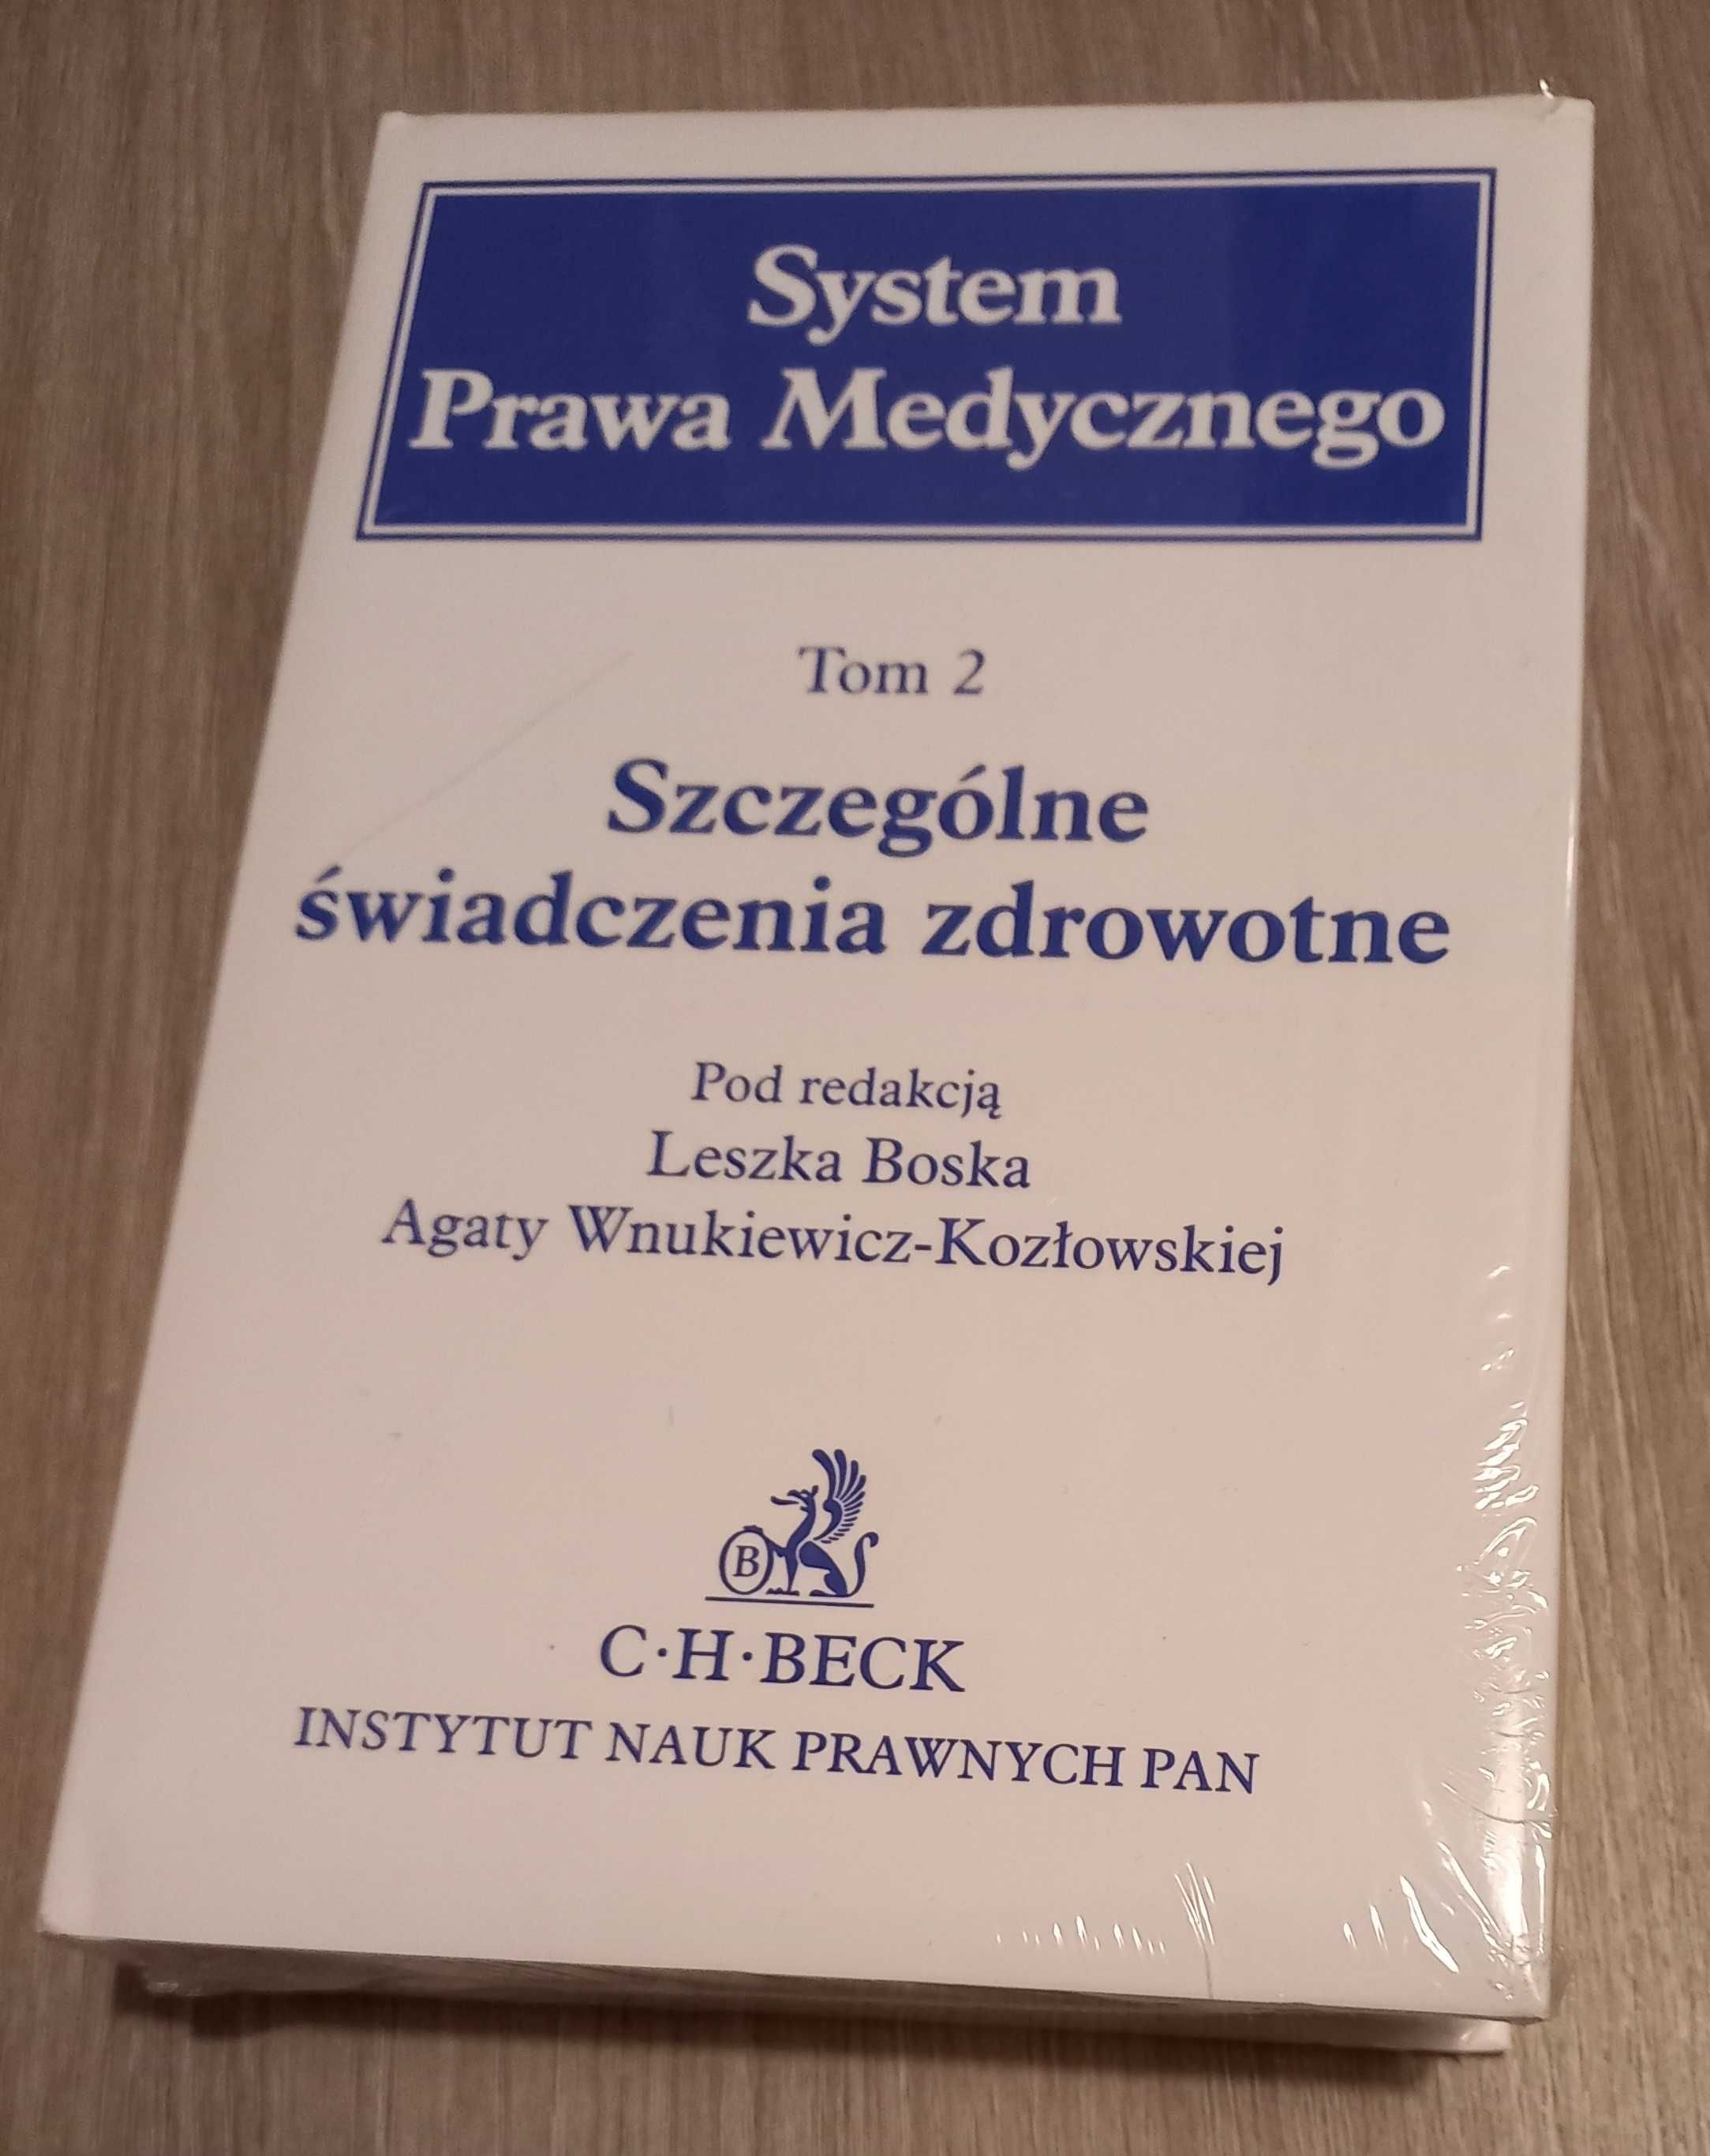 System
Prawa Medycznego
Tom 2
Szczególne
świadczenia zdrowotne
Pod redakcją
Leszka Boska
Agaty Wnukiewicz-Kozłowskiej
B
C·H·BECK
INSTYTUT NAUK PRAWNYCH PAN